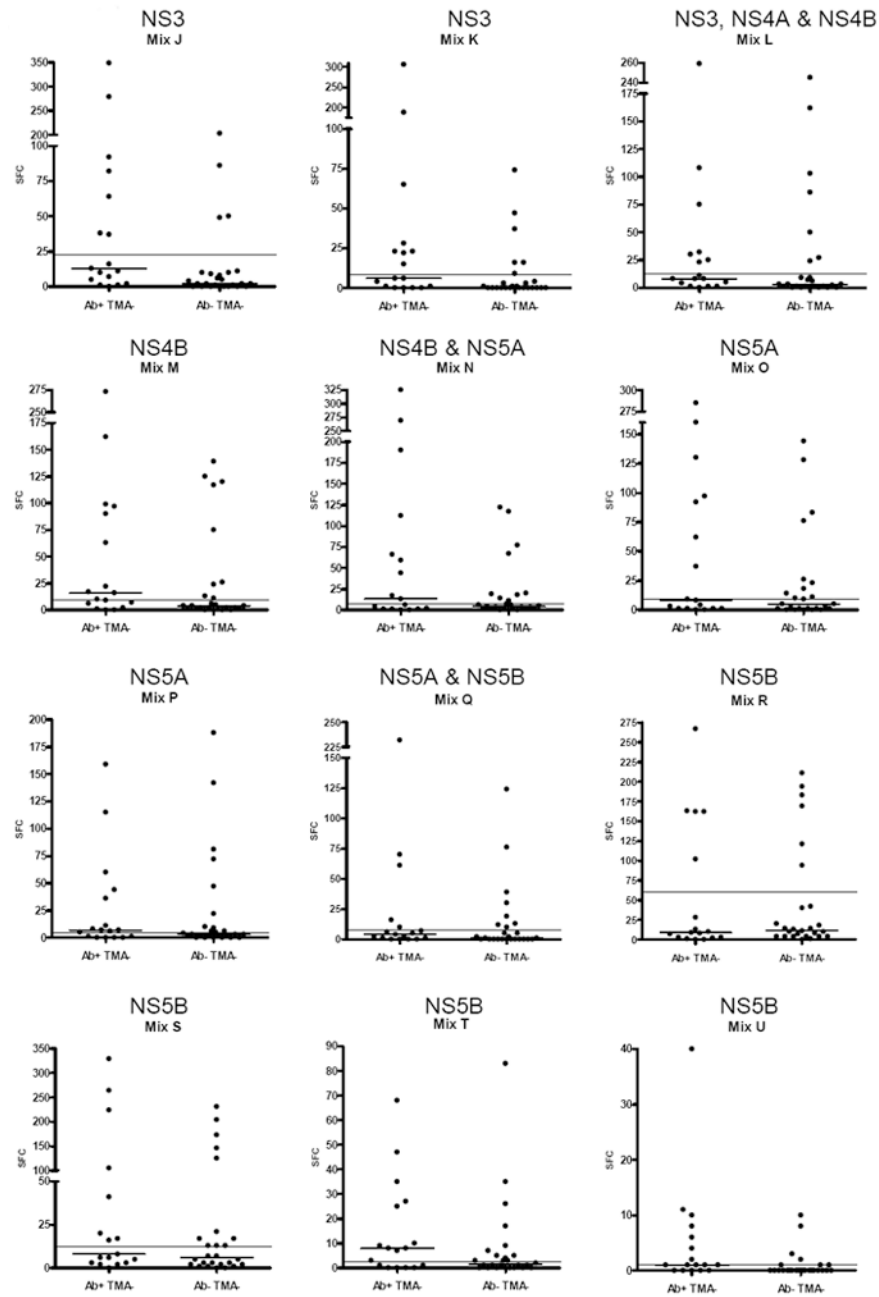 NS3
Mix J
350
300
250
200
100
75
50
25
0
SFC
Ab+ TMA-
Ab- TMA-
NS3
Mix K
300
250
200
150
100
75
25
0
SFC
Ab+ TMA-
Ab- TMA-
NS3, NS4A & NS4B
Mix L
260
240
175
150
125
100
75
50
25
0
SFC
Ab+ TMA-
Ab- TMA-
NS4B
Mix M
275
250
175
150
125
100
75
50
25
0
SFC
Ab+ TMA-
Ab- TMA-
NS4B & NS5A
Mix N
325
300
275
250
200
175
150
125
100
75
50
25
0
SFC
Ab+ TMA-
Ab- TMA-
NS5A
Mix O
300
275
150
125
100
75
50
25
0
SFC
Ab+ TMA-
Ab- TMA-
NS5A
Mix P
200
175
150
125
100
75
50
25
0
SFC
Ab+ TMA-
Ab- TMA-
NS5A & NS5B
Mix Q
250
225
150
125
100
75
50
25
0
SFC
Ab+ TMA-
Ab- TMA-
NS5B
Mix R
275
250
225
200
175
150
125
100
75
50
25
0
SFC
Ab+ TMA-
Ab- TMA-
NS5B
Mix S
350
300
250
200
150
100
50
25
0
SFC
Ab+ TMA-
Ab- TMA-
NS5B
Mix T
90
80
70
60
50
40
30
20
10
0
SFC
Ab+ TMA-
Ab- TMA-
NS5B
Mix U
40
30
20
10
0
SFC
Ab+ TMA-
Ab- TMA-